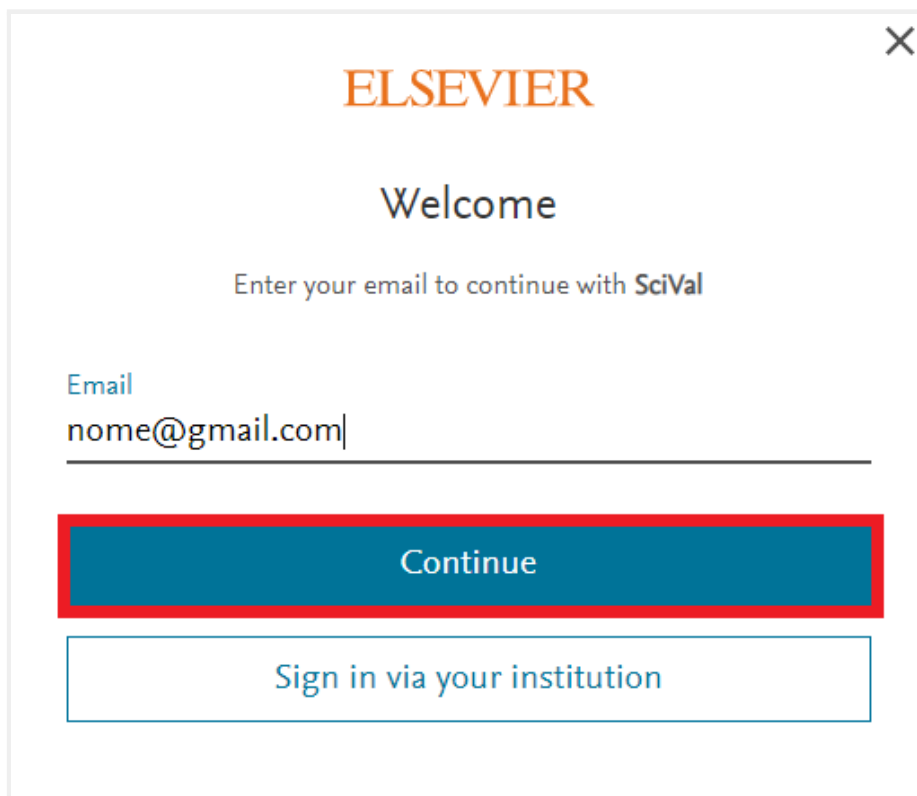 ELSEVIER
Welcome
Enter your email to continue with SciVal
Email
nome@gmail.com
Continue
Sign in via your institution